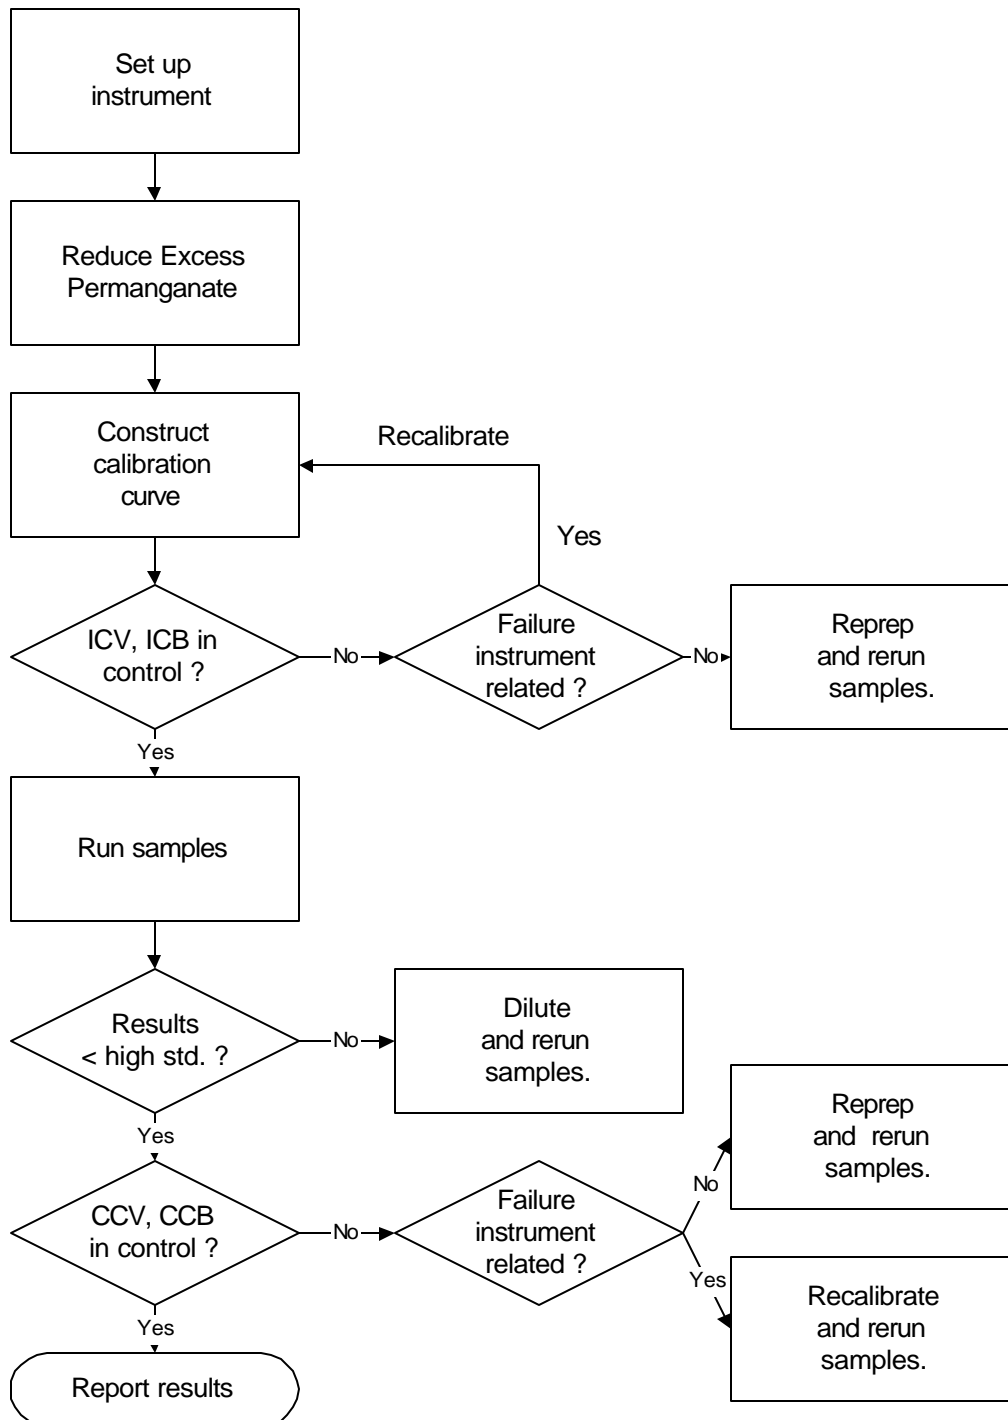 Set up
instrument
Reduce Excess
Permanganate
Construct
calibration
curve
Recalibrate
Yes
ICV, ICB in
control ?
No
Failure
instrument
related ?
No
Reprep
and rerun
samples.
Yes
Run samples
Results
< high std. ?
No
Dilute
and rerun
samples.
Yes
CCV, CCB
in control ?
No
Failure
instrument
related ?
No
Reprep
and rerun
samples.
Yes
Recalibrate
and rerun
samples.
Yes
Report results